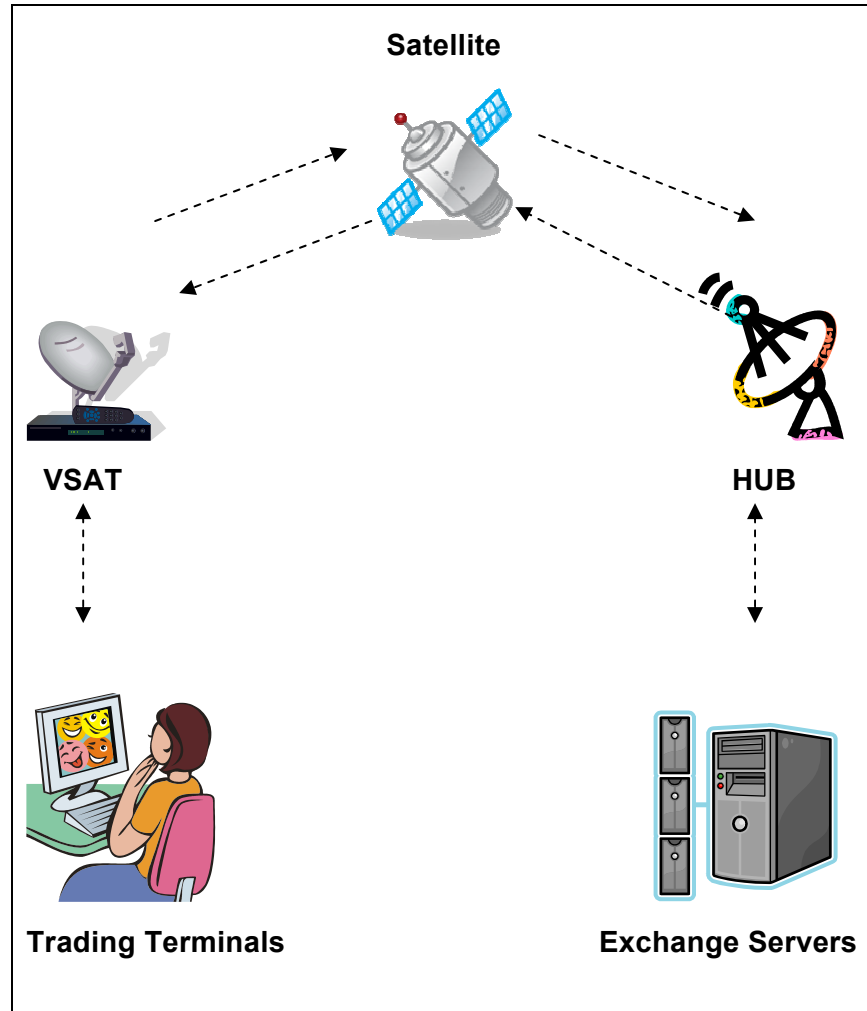 Satellite
VSAT
HUB
Trading Terminals
Exchange Servers